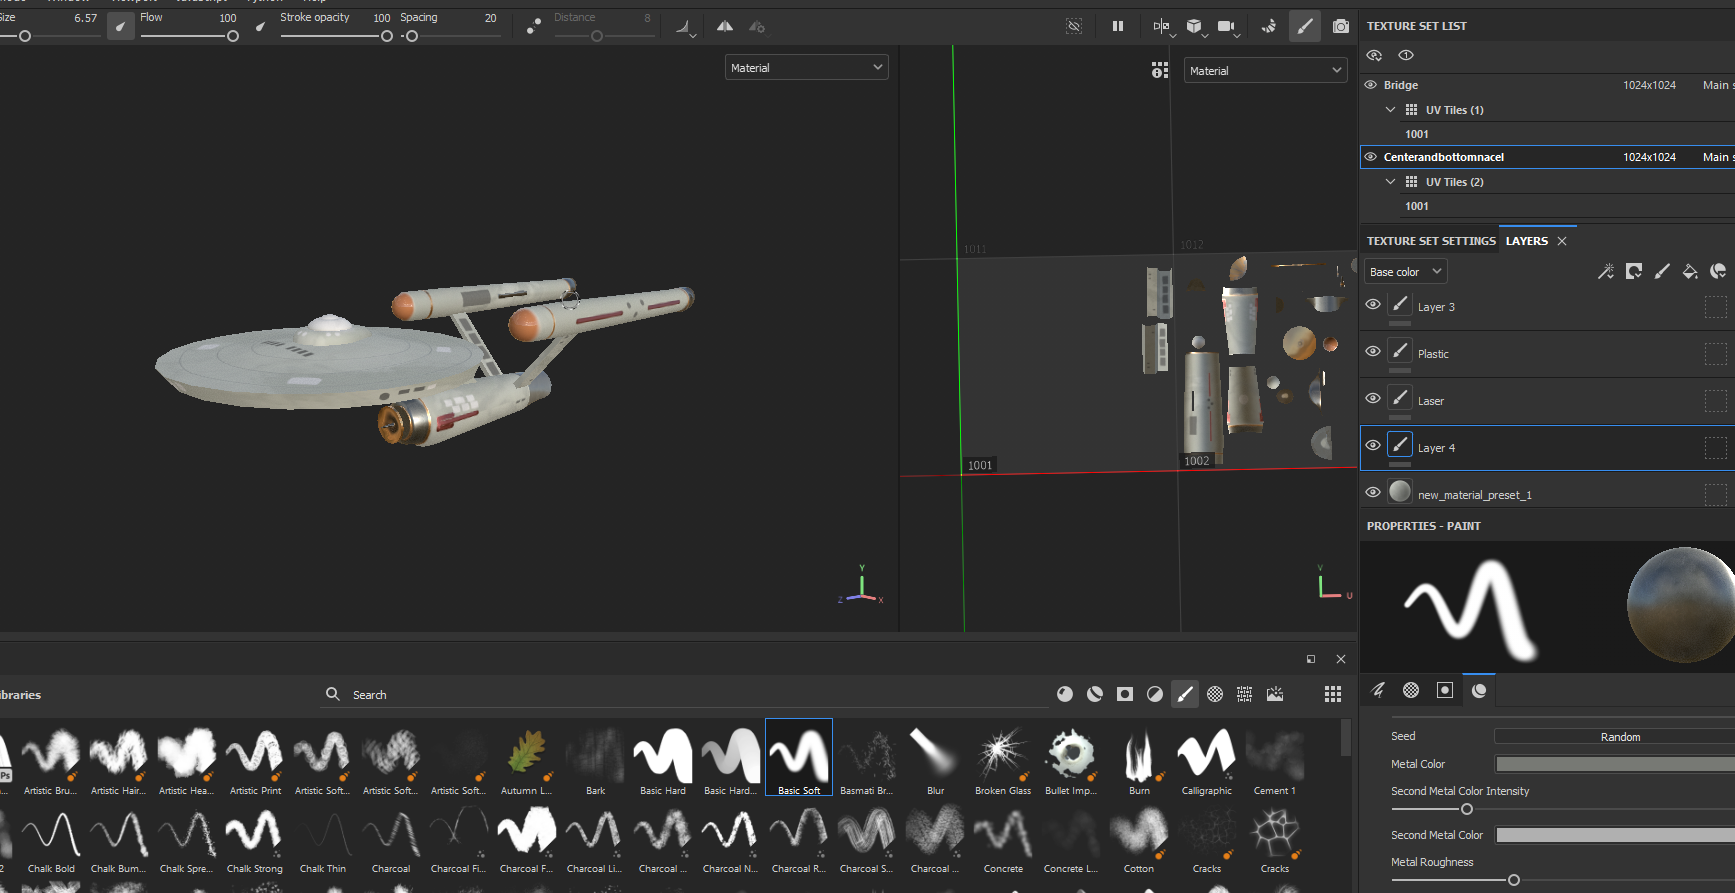 Size 6.57 Flow 100 Stroke opacity 100 Spacing 20 Distance 8
Material
Material
1011
1012
1001
1002
Y
Z
X
V
U
TEXTURE SET LIST
Bridge 1024x1024 Main s
UV Tiles (1)
1001
Centerandbottomnacel 1024x1024 Main s
UV Tiles (2)
1001
TEXTURE SET SETTINGS LAYERS
Base color
Layer 3
Plastic
Laser
Layer 4
new_material_preset_1
PROPERTIES - PAINT
Seed Random
Metal Color
Second Metal Color Intensity
Second Metal Color
Metal Roughness
ibraries Search
Ps
Artistic Bru... Artistic Hair... Artistic Hea... Artistic Print Artistic Soft... Artistic Soft... Artistic Soft... Autumn L... Bark Basic Hard Basic Hard... Basic Soft Basmati Br... Blur Broken Glass Bullet Imp... Burn Calligraphic Cement 1
2 Chalk Bold Chalk Bum... Chalk Spre... Chalk Strong Chalk Thin Charcoal Charcoal Fi... Charcoal F... Charcoal Li... Charcoal ... Charcoal N... Charcoal R... Charcoal S... Charcoal ... Concrete Concrete L... Cotton Cracks Cracks